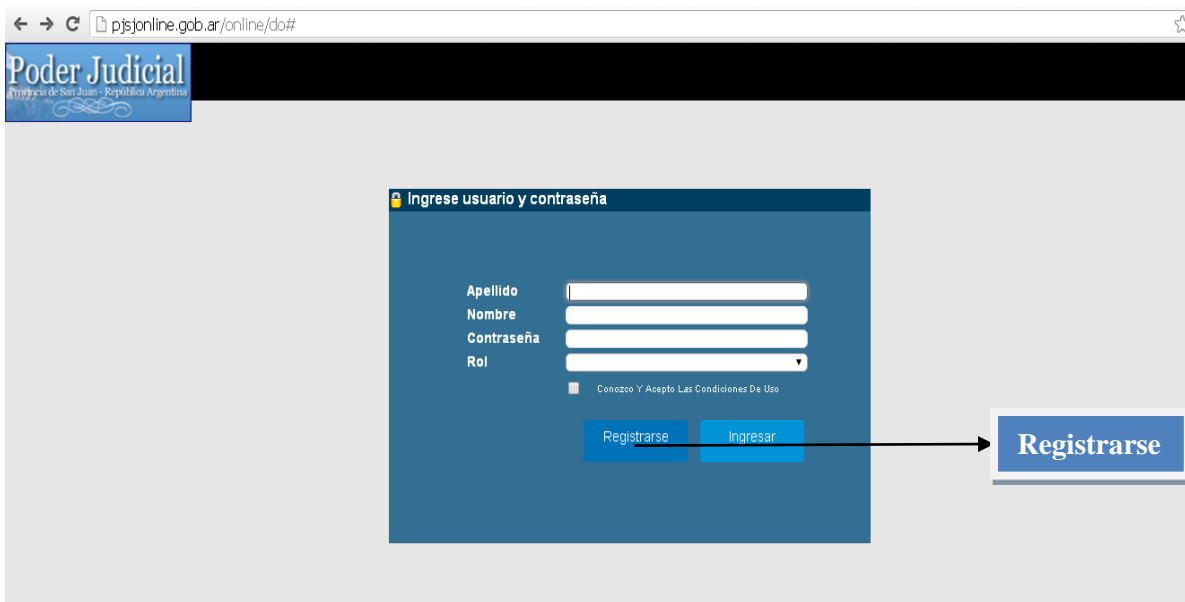 pjsjonline.gob.ar/online/do#
Poder Judicial
Provincia de San Juan - República Argentina
Ingrese usuario y contraseña
Apellido
Nombre
Contraseña
Rol
Conozco Y Acepto Las Condiciones De Uso
Registrarse Ingresar
Registrarse